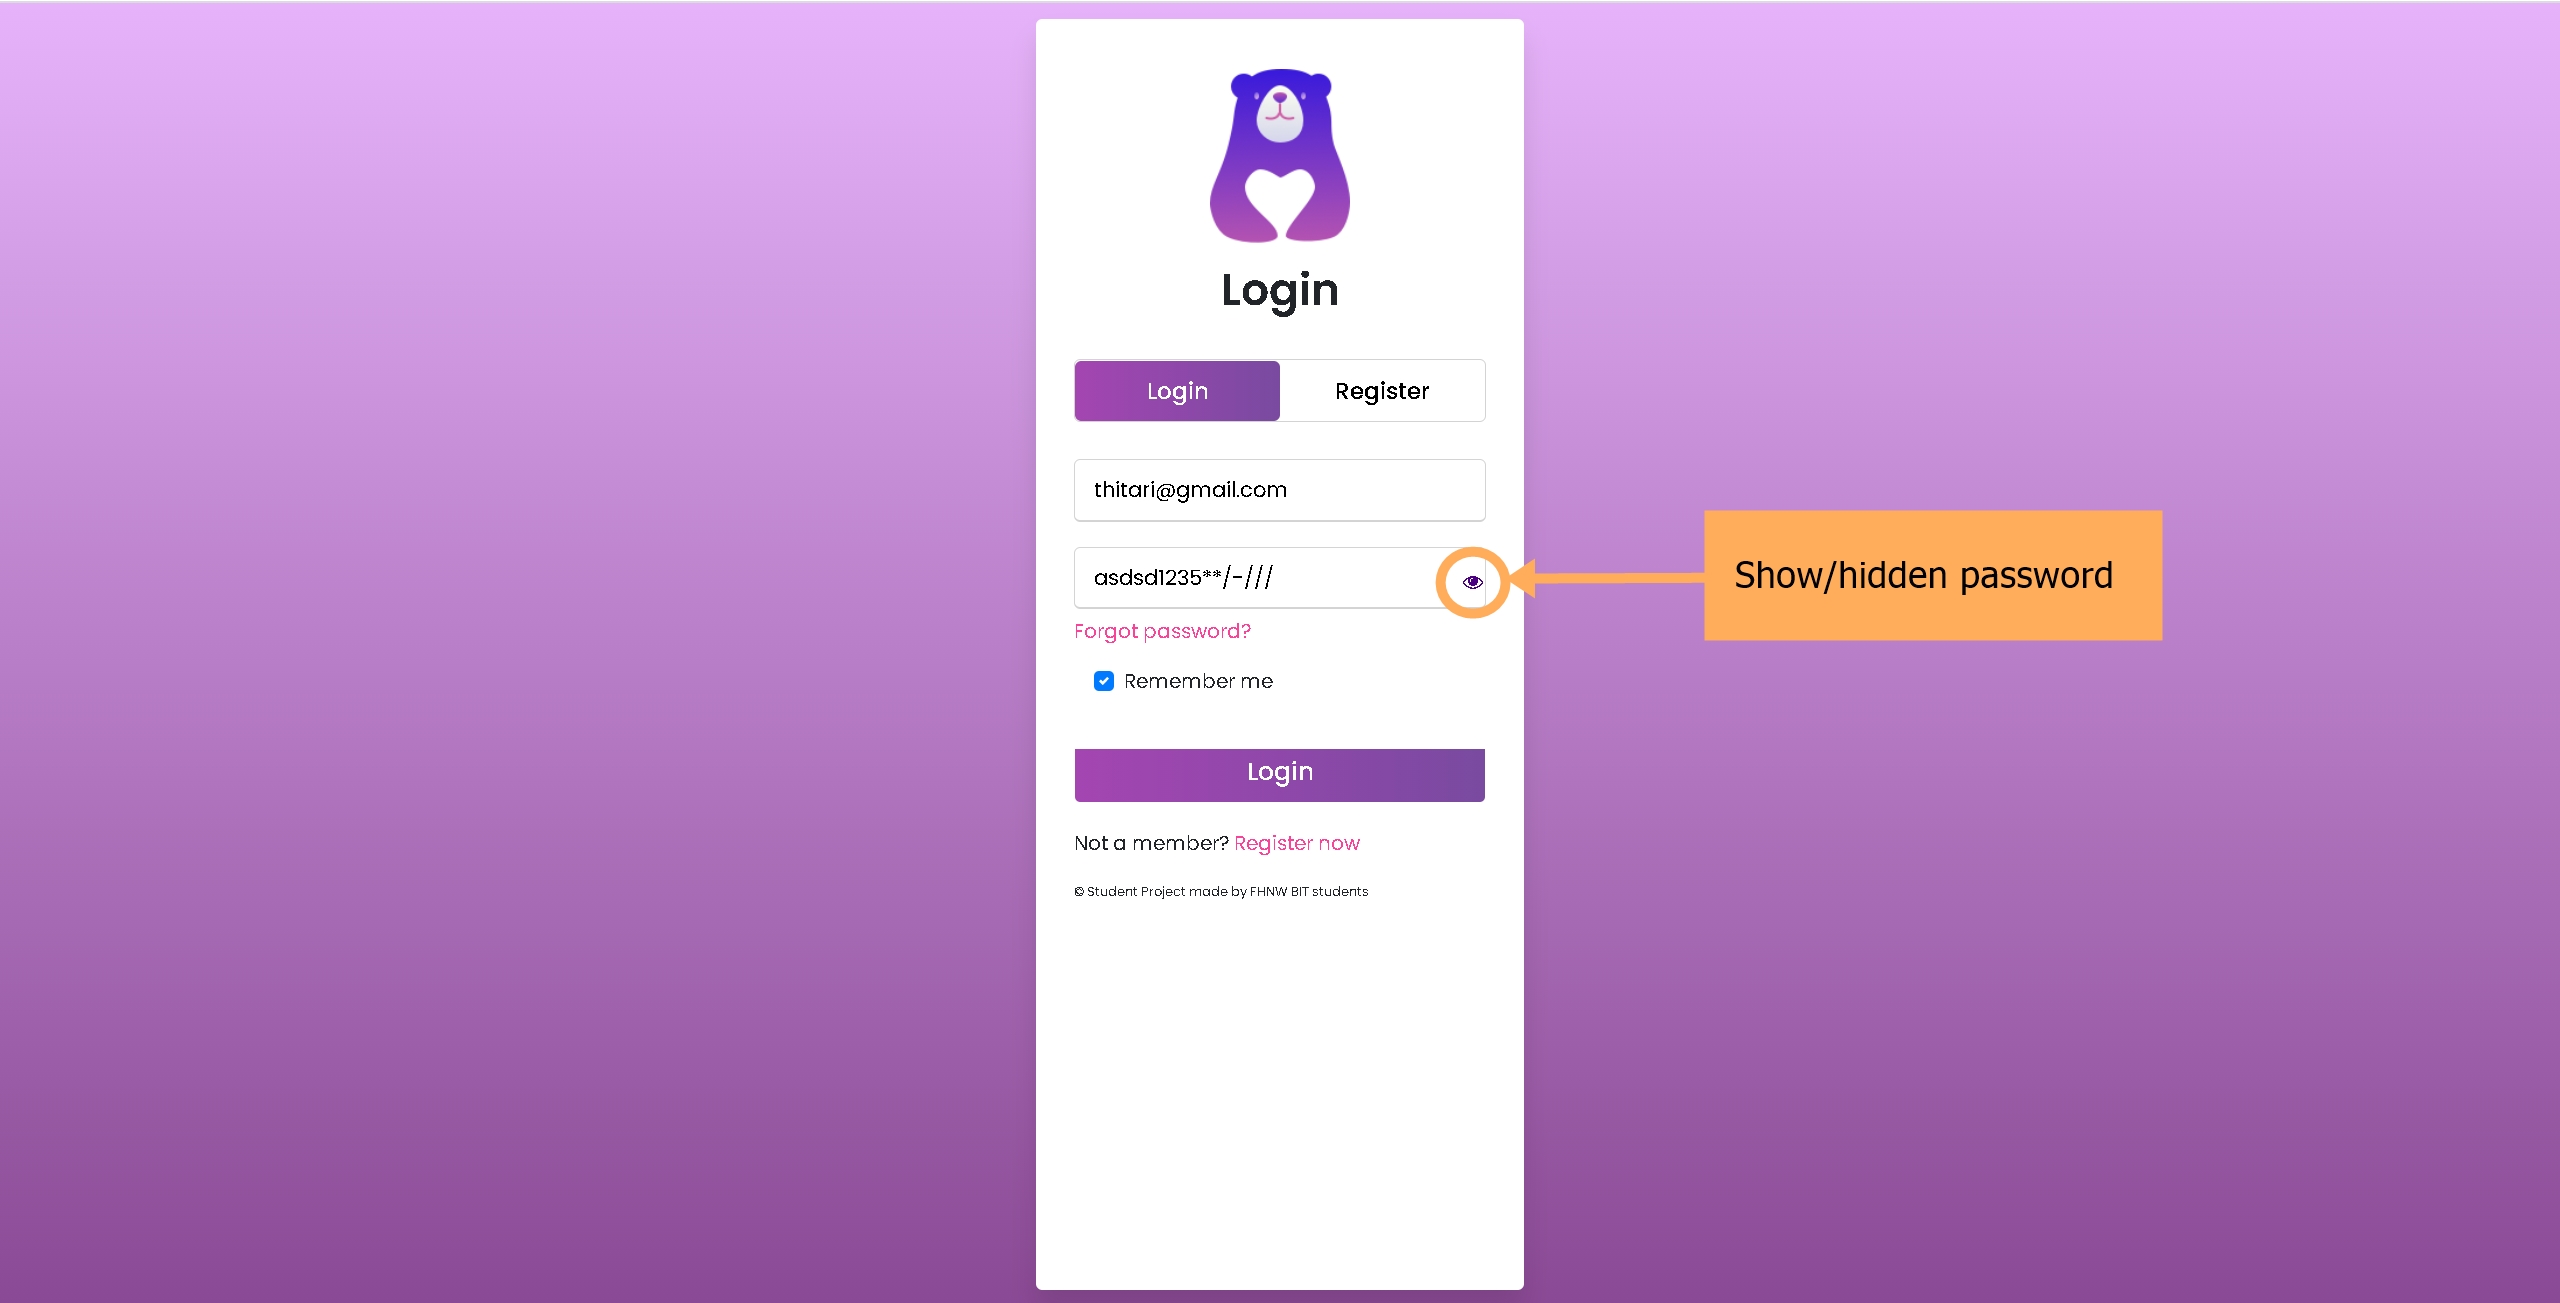 Login
Login
Register
thitari@gmail.com
asdsd1235**/-///
Show/hidden password
Forgot password?
Remember me
Login
Not a member? Register now
© Student Project made by FHNW BIT students